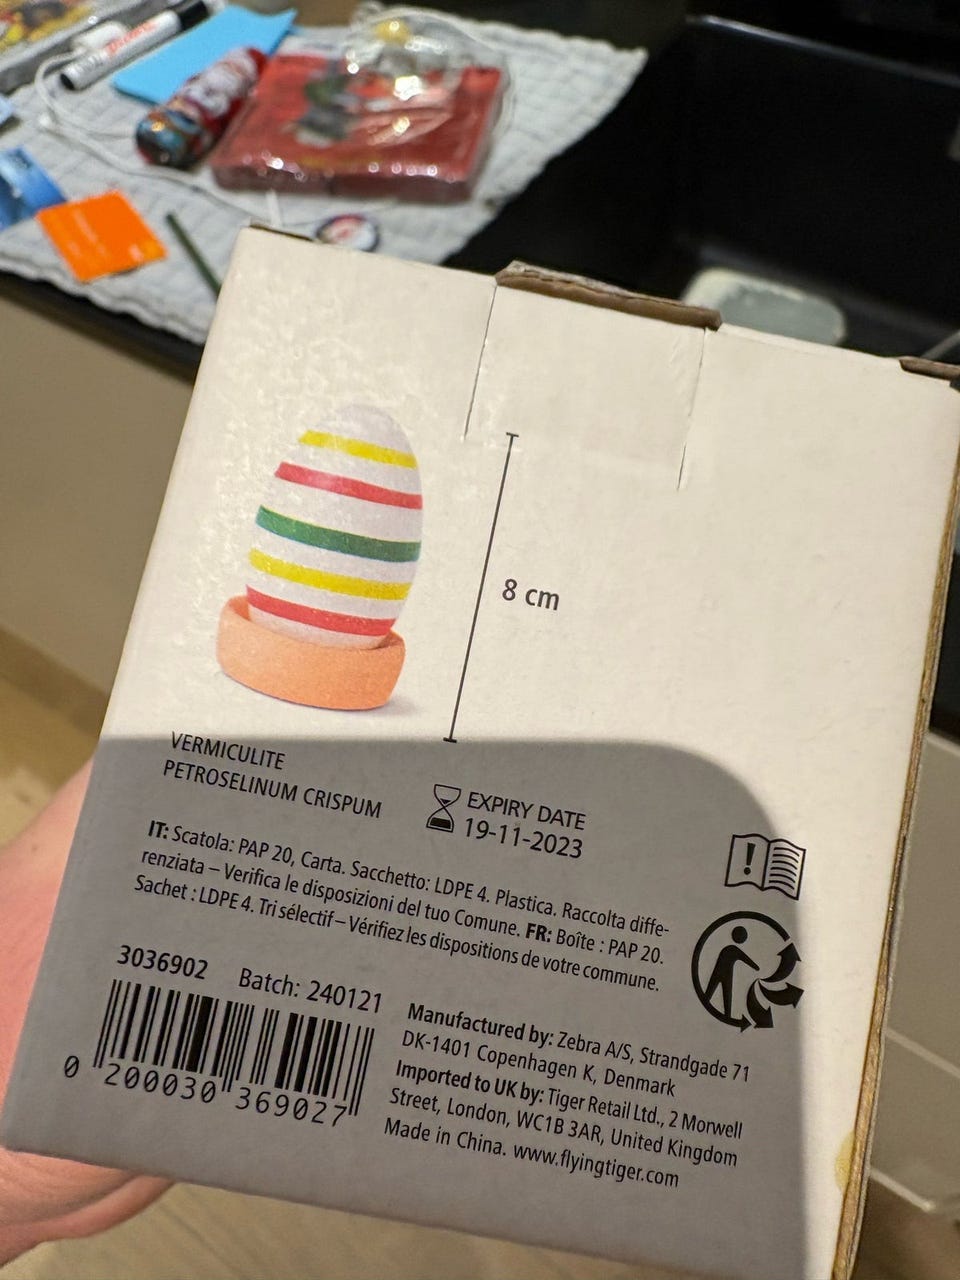 8 cm
VERMICULITE
PETROSELINUM CRISPUM
EXPIRY DATE
19-11-2023
IT: Scatola: PAP 20, Carta. Sacchetto: LDPE 4. Plastica. Raccolta diffe-
renziata – Verifica le disposizioni del tuo Comune. FR: Boîte : PAP 20.
Sachet : LDPE 4. Tri sélectif – Vérifiez les dispositions de votre commune.
3036902 Batch: 240121
0 200030 369027
Manufactured by: Zebra A/S, Strandgade 71
DK-1401 Copenhagen K, Denmark
Imported to UK by: Tiger Retail Ltd., 2 Morwell
Street, London, WC1B 3AR, United Kingdom
Made in China. www.flyingtiger.com